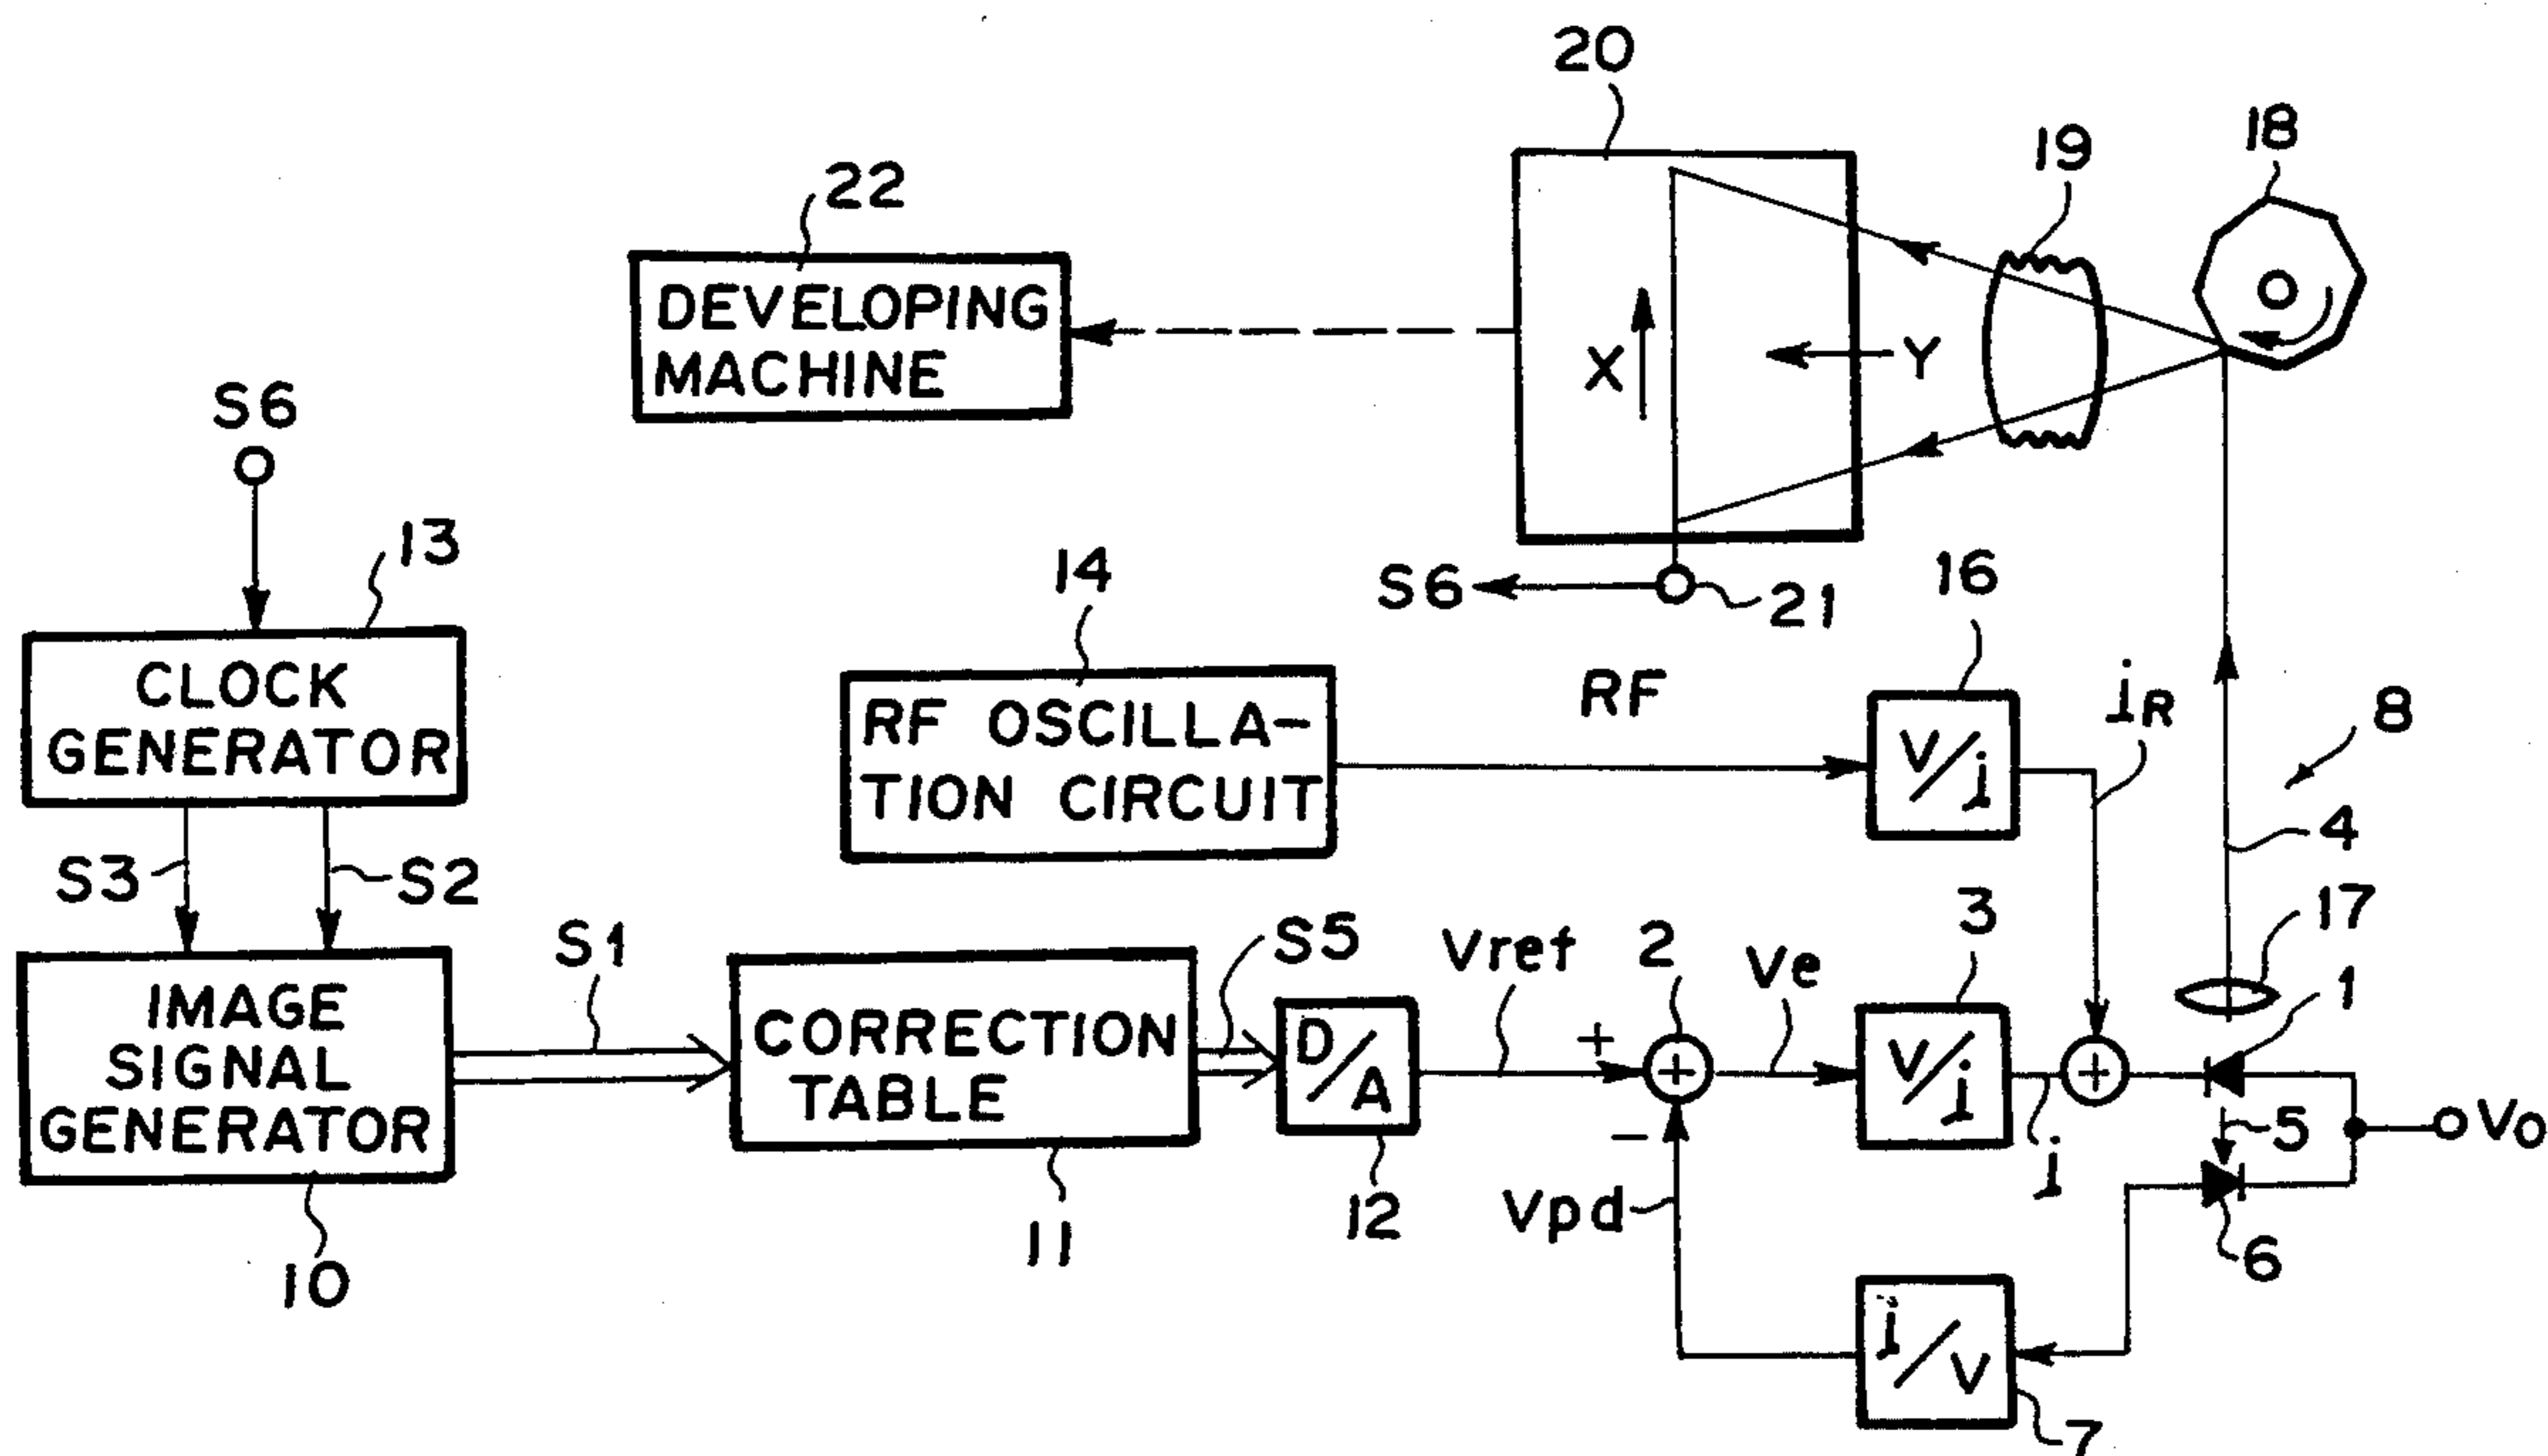 20
18
19
22
DEVELOPING
MACHINE
X
Y
S6
13
S6
21
14
16
CLOCK
GENERATOR
RF OSCILLA-
TION CIRCUIT
RF
V/i
iR
8
4
S3
S2
17
1
S1
S5
Vref
2
Ve
3
IMAGE
SIGNAL
GENERATOR
CORRECTION
TABLE
D/A
+
+
V/i
+
i
5
Vo
−
Vpd
6
10
11
12
i/V
7